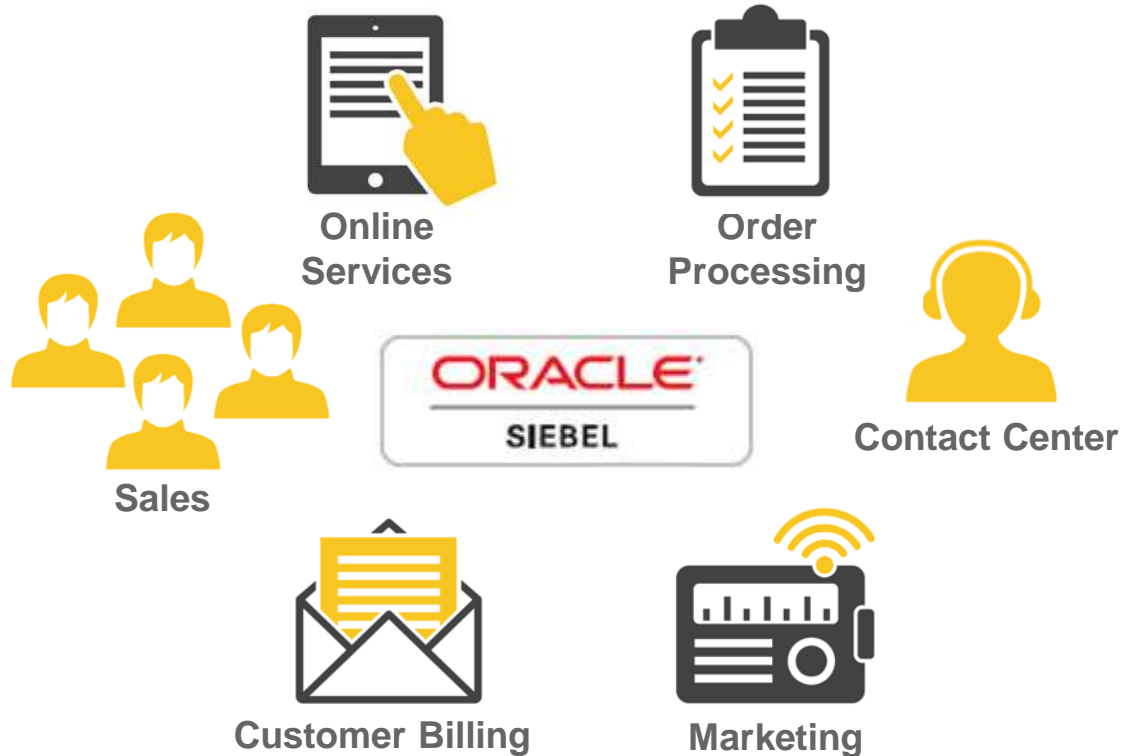 Online
Services
Order
Processing
Sales
ORACLE
SIEBEL
Contact Center
Customer Billing
Marketing